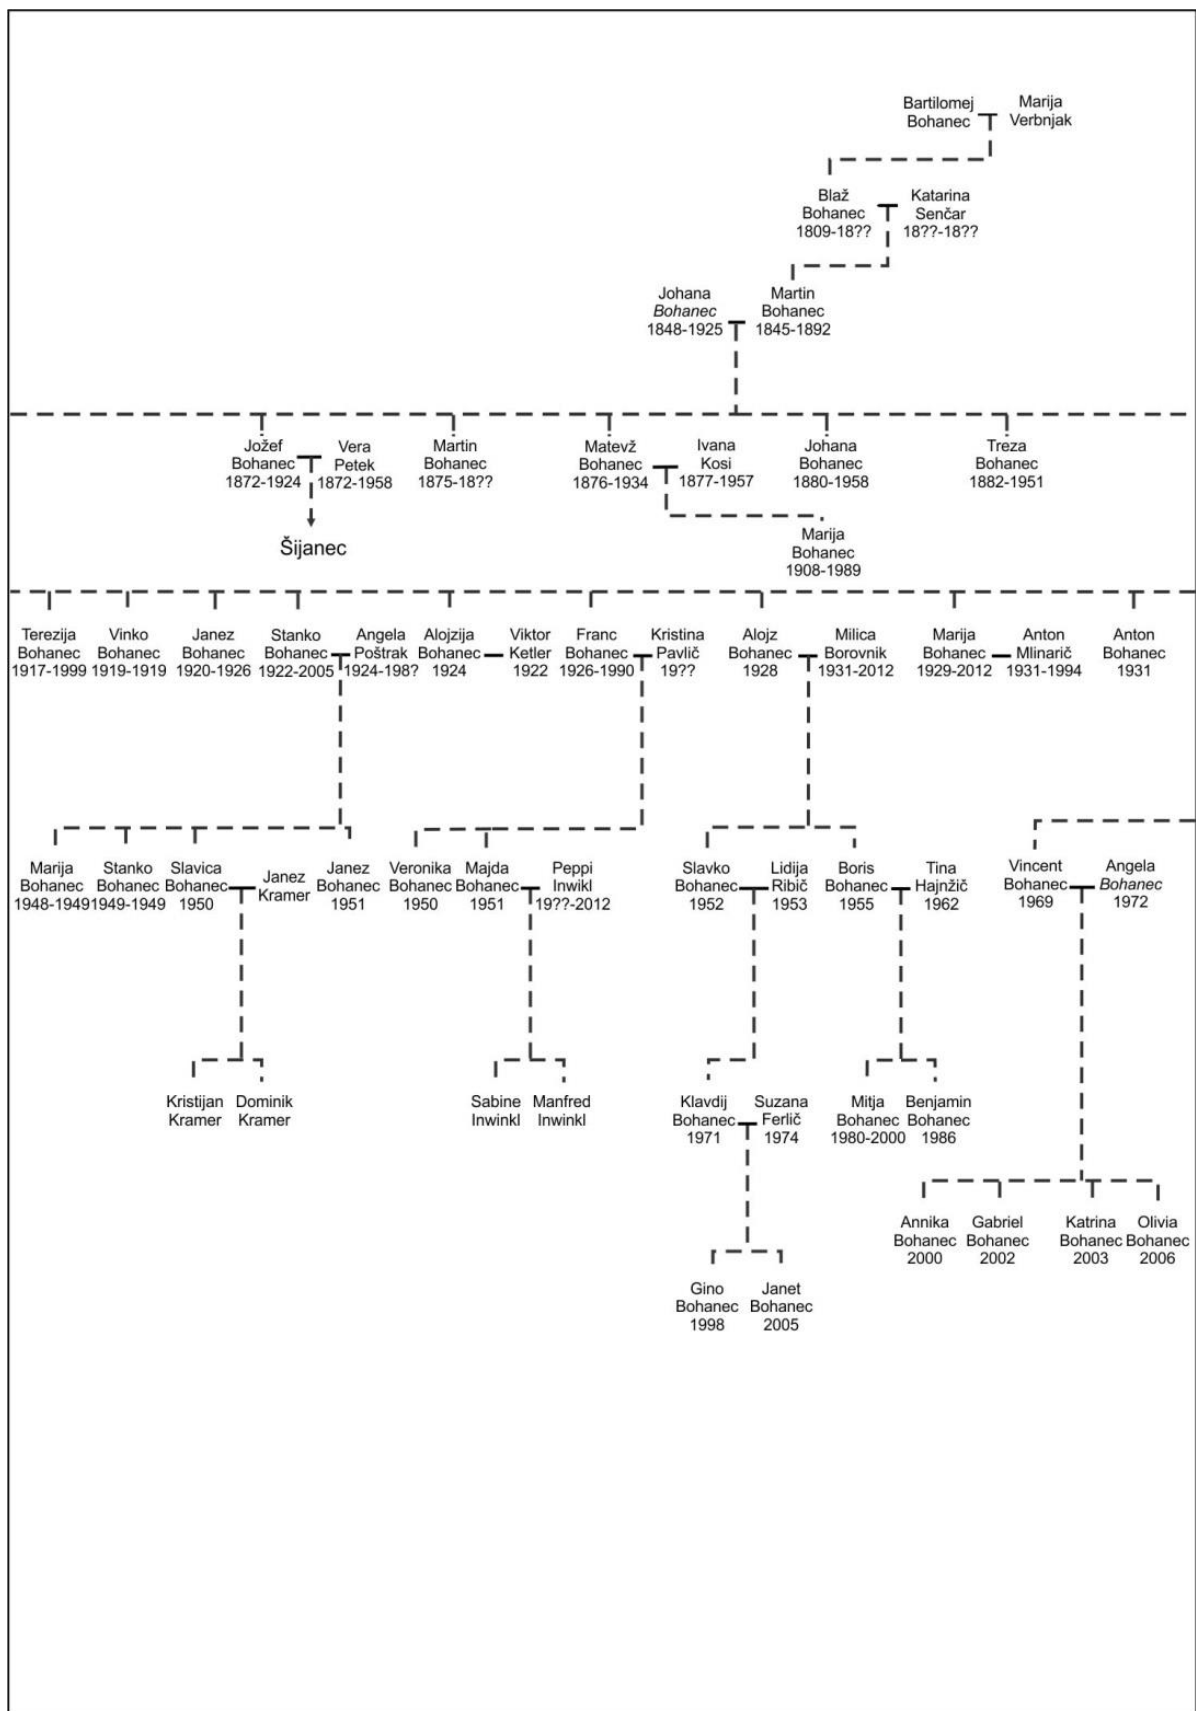 Bartilomej
Bohanec
Marija
Verbnjak
Blaž
Bohanec
1809-18??
Katarina
Senčar
18??-18??
Johana
Bohanec
1848-1925
Martin
Bohanec
1845-1892
Jožef
Bohanec
1872-1924
Vera
Petek
1872-1958
Martin
Bohanec
1875-18??
Matevž
Bohanec
1876-1934
Ivana
Kosi
1877-1957
Johana
Bohanec
1880-1958
Treza
Bohanec
1882-1951
Šijanec
Marija
Bohanec
1908-1989
Terezija
Bohanec
1917-1999
Vinko
Bohanec
1919-1919
Janez
Bohanec
1920-1926
Stanko
Bohanec
1922-2005
Angela
Poštrak
1924-198?
Alojzija
Bohanec
1924
Viktor
Ketler
1922
Franc
Bohanec
1926-1990
Kristina
Pavlič
19??
Alojz
Bohanec
1928
Milica
Borovnik
1931-2012
Marija
Bohanec
1929-2012
Anton
Mlinarič
1931-1994
Anton
Bohanec
1931
Marija
Bohanec
1948-1949
Stanko
Bohanec
1949-1949
Slavica
Bohanec
1950
Janez
Kramer
Janez
Bohanec
1951
Veronika
Bohanec
1950
Majda
Bohanec
1951
Peppi
Inwikl
19??-2012
Slavko
Bohanec
1952
Lidija
Ribič
1953
Boris
Bohanec
1955
Tina
Hajnžič
1962
Vincent
Bohanec
1969
Angela
Bohanec
1972
Kristijan
Kramer
Dominik
Kramer
Sabine
Inwinkl
Manfred
Inwinkl
Klavdij
Bohanec
1971
Suzana
Ferlič
1974
Mitja
Bohanec
1980-2000
Benjamin
Bohanec
1986
Annika
Bohanec
2000
Gabriel
Bohanec
2002
Katrina
Bohanec
2003
Olivia
Bohanec
2006
Gino
Bohanec
1998
Janet
Bohanec
2005